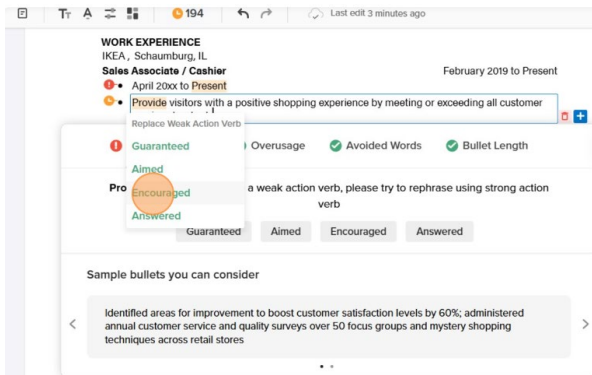 194 Last edit 3 minutes ago
WORK EXPERIENCE
IKEA , Schaumburg, IL
Sales Associate / Cashier February 2019 to Present
April 20xx to Present
Provide visitors with a positive shopping experience by meeting or exceeding all customer
Replace Weak Action Verb
Guaranteed
Overusage Avoided Words Bullet Length
Aimed
Encouraged
Answered
Pro a weak action verb, please try to rephrase using strong action
verb
Guaranteed Aimed Encouraged Answered
Sample bullets you can consider
Identified areas for improvement to boost customer satisfaction levels by 60%; administered
annual customer service and quality surveys over 50 focus groups and mystery shopping
techniques across retail stores